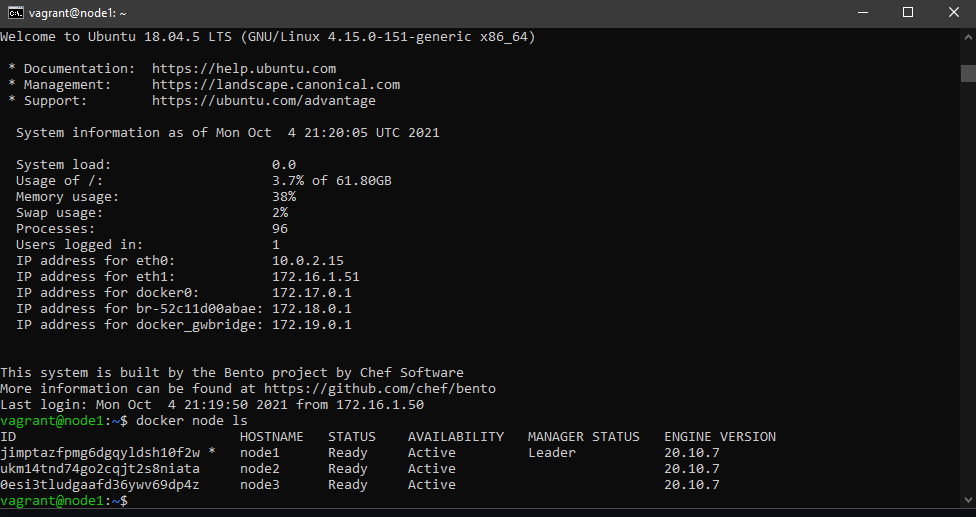 vagrant@node1: ~
Welcome to Ubuntu 18.04.5 LTS (GNU/Linux 4.15.0-151-generic x86_64)
* Documentation:  https://help.ubuntu.com
* Management:     https://landscape.canonical.com
* Support:        https://ubuntu.com/advantage
System information as of Mon Oct  4 21:20:05 UTC 2021
System load:                    0.0
Usage of /:                     3.7% of 61.80GB
Memory usage:                   38%
Swap usage:                     2%
Processes:                      96
Users logged in:                1
IP address for eth0:            10.0.2.15
IP address for eth1:            172.16.1.51
IP address for docker0:         172.17.0.1
IP address for br-52c11d00abae: 172.18.0.1
IP address for docker_gwbridge: 172.19.0.1
This system is built by the Bento project by Chef Software
More information can be found at https://github.com/chef/bento
Last login: Mon Oct  4 21:19:50 2021 from 172.16.1.50
vagrant@node1:~$ docker node ls
ID                            HOSTNAME   STATUS    AVAILABILITY   MANAGER STATUS   ENGINE VERSION
jimptazfpmg6dgqyldsh10f2w *   node1      Ready     Active         Leader           20.10.7
ukm14tnd74go2cqjt2s8niata     node2      Ready     Active                          20.10.7
0esi3tludgaafd36ywv69dp4z     node3      Ready     Active                          20.10.7
vagrant@node1:~$